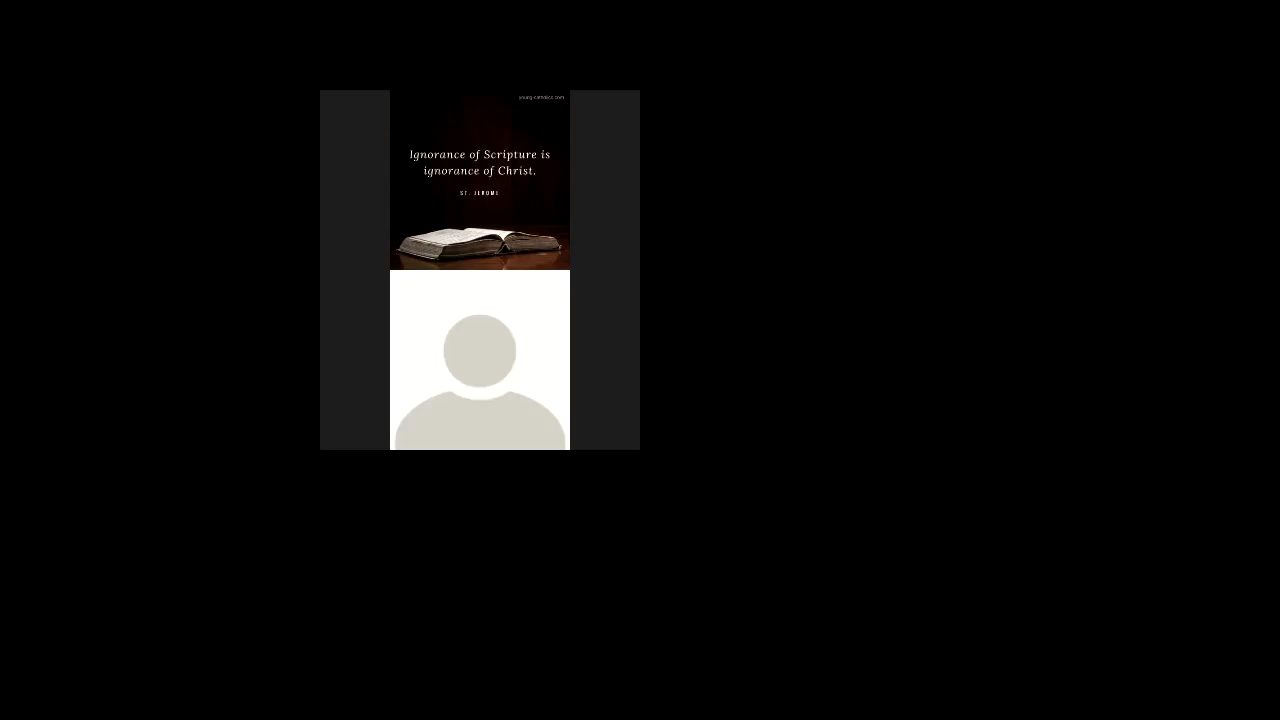 young-catholics.com
Ignorance of Scripture is
ignorance of Christ.
ST. JEROME